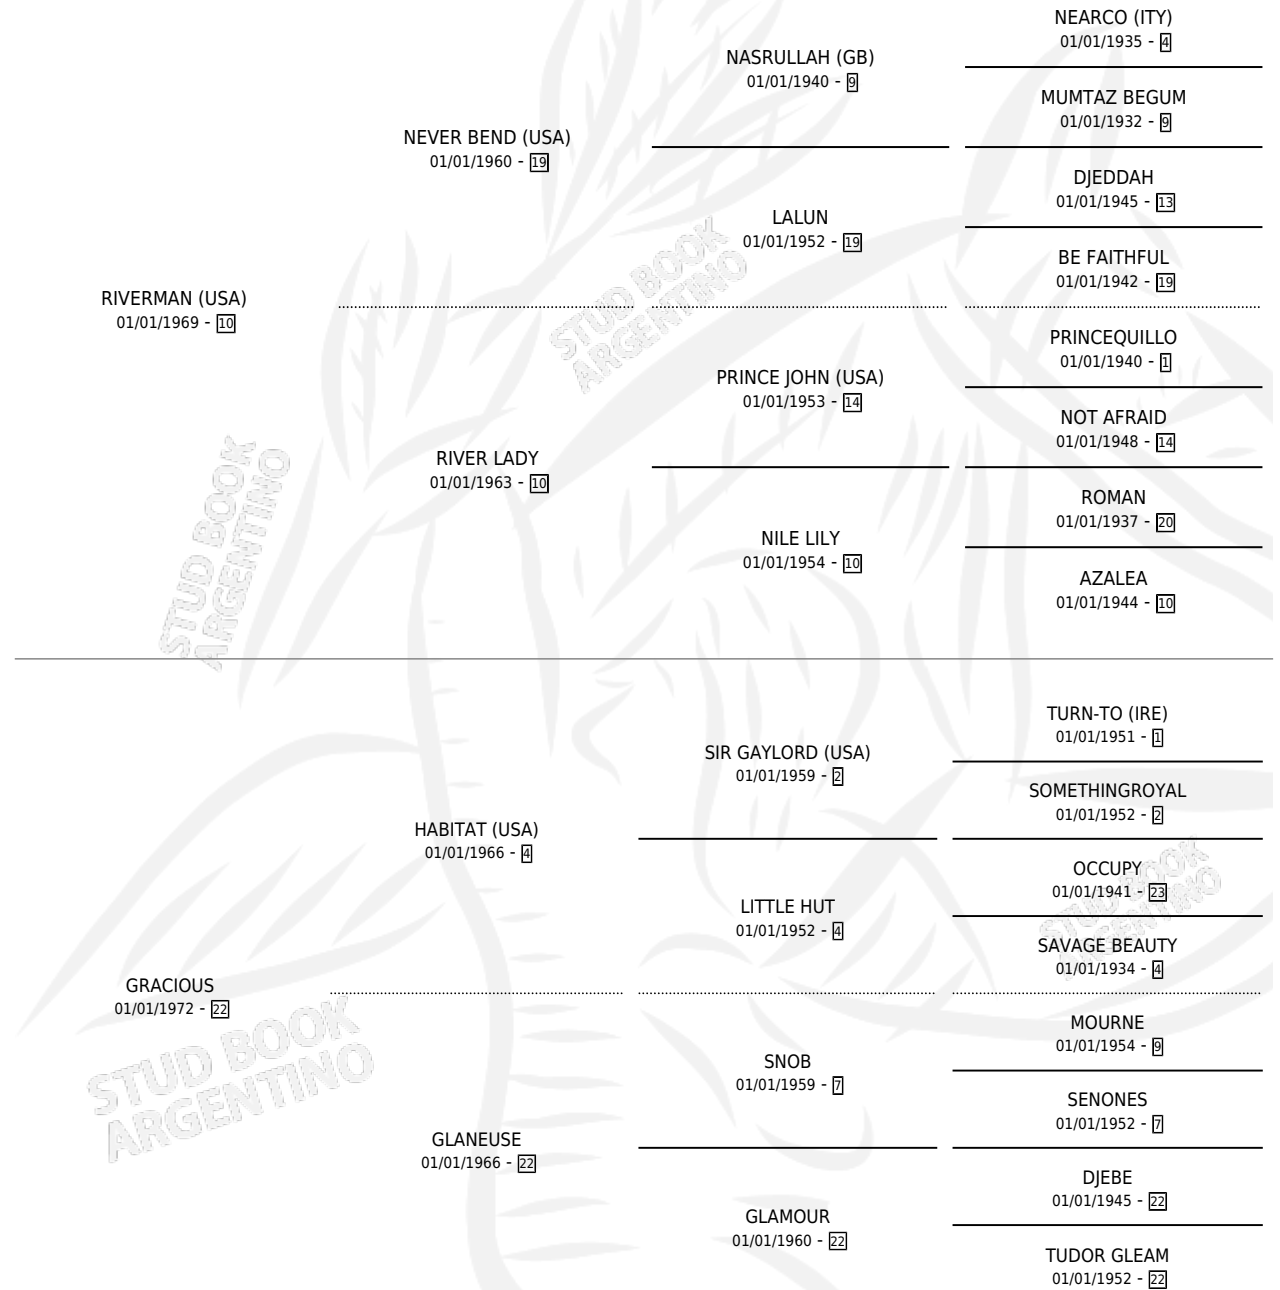 NEARCO (ITY)
01/01/1935 - 4
NASRULLAH (GB)
01/01/1940 - 9
MUMTAZ BEGUM
01/01/1932 - 9
NEVER BEND (USA)
01/01/1960 - 19
DJEDDAH
01/01/1945 - 13
LALUN
01/01/1952 - 19
BE FAITHFUL
01/01/1942 - 19
RIVERMAN (USA)
01/01/1969 - 10
STUD BOOK
ARGENTINO
PRINCEQUILLO
01/01/1940 - 1
PRINCE JOHN (USA)
01/01/1953 - 14
NOT AFRAID
01/01/1948 - 14
RIVER LADY
01/01/1963 - 10
ROMAN
01/01/1937 - 20
NILE LILY
01/01/1954 - 10
AZALEA
01/01/1944 - 10
STUD BOOK
ARGENTINO
TURN-TO (IRE)
01/01/1951 - 1
SIR GAYLORD (USA)
01/01/1959 - 2
SOMETHINGROYAL
01/01/1952 - 2
HABITAT (USA)
01/01/1966 - 4
OCCUPY
01/01/1941 - 23
LITTLE HUT
01/01/1952 - 4
STUD BOOK
ARGENTINO
SAVAGE BEAUTY
01/01/1934 - 4
GRACIOUS
01/01/1972 - 22
MOURNE
01/01/1954 - 9
SNOB
01/01/1959 - 7
STUD BOOK
ARGENTINO
SENONES
01/01/1952 - 7
GLANEUSE
01/01/1966 - 22
DJEBE
01/01/1945 - 22
GLAMOUR
01/01/1960 - 22
TUDOR GLEAM
01/01/1952 - 22